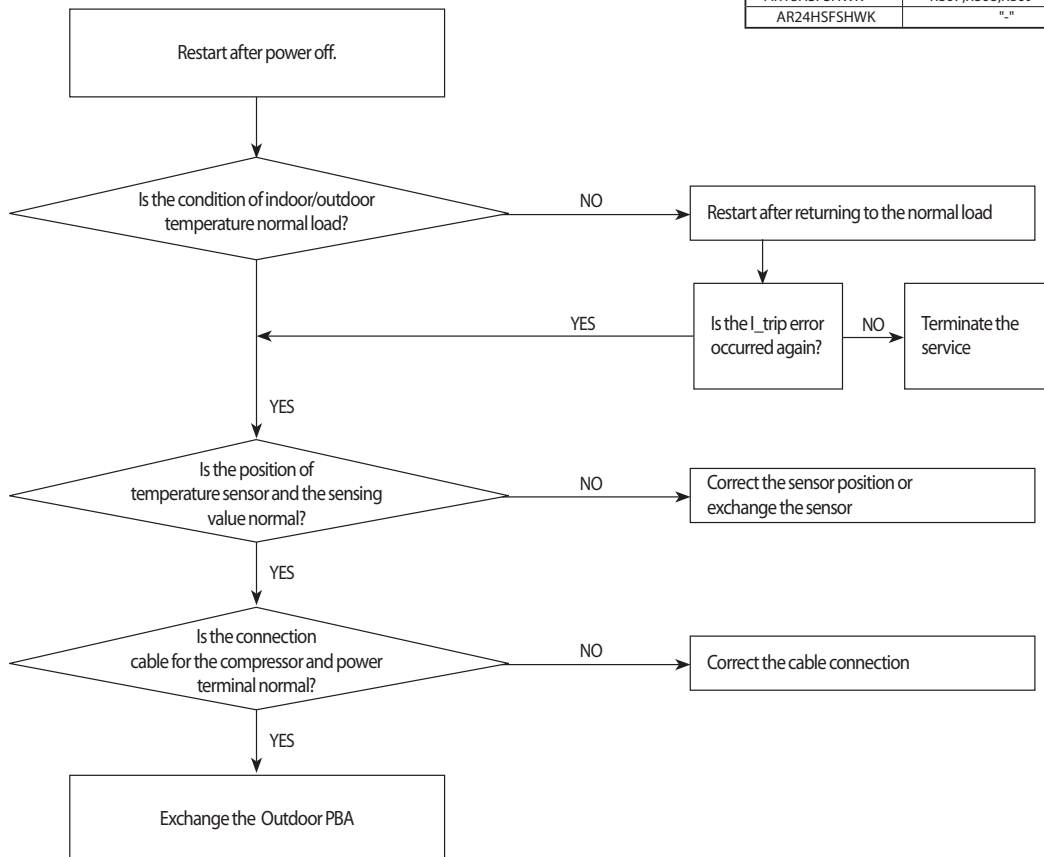 AR24HSFSHWK "-"
Restart after power off.
Is the condition of indoor/outdoor
temperature normal load?
NO
Restart after returning to the normal load
YES
Is the I_trip error
occurred again?
NO
Terminate the
service
YES
Is the position of
temperature sensor and the sensing
value normal?
NO
Correct the sensor position or
exchange the sensor
YES
Is the connection
cable for the compressor and power
terminal normal?
NO
Correct the cable connection
YES
Exchange the Outdoor PBA